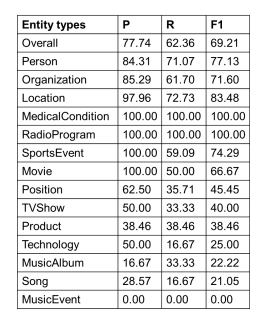 Entity types P R F1
Overall 77.74 62.36 69.21
Person 84.31 71.07 77.13
Organization 85.29 61.70 71.60
Location 97.96 72.73 83.48
MedicalCondition 100.00 100.00 100.00
RadioProgram 100.00 100.00 100.00
SportsEvent 100.00 59.09 74.29
Movie 100.00 50.00 66.67
Position 62.50 35.71 45.45
TVShow 50.00 33.33 40.00
Product 38.46 38.46 38.46
Technology 50.00 16.67 25.00
MusicAlbum 16.67 33.33 22.22
Song 28.57 16.67 21.05
MusicEvent 0.00 0.00 0.00